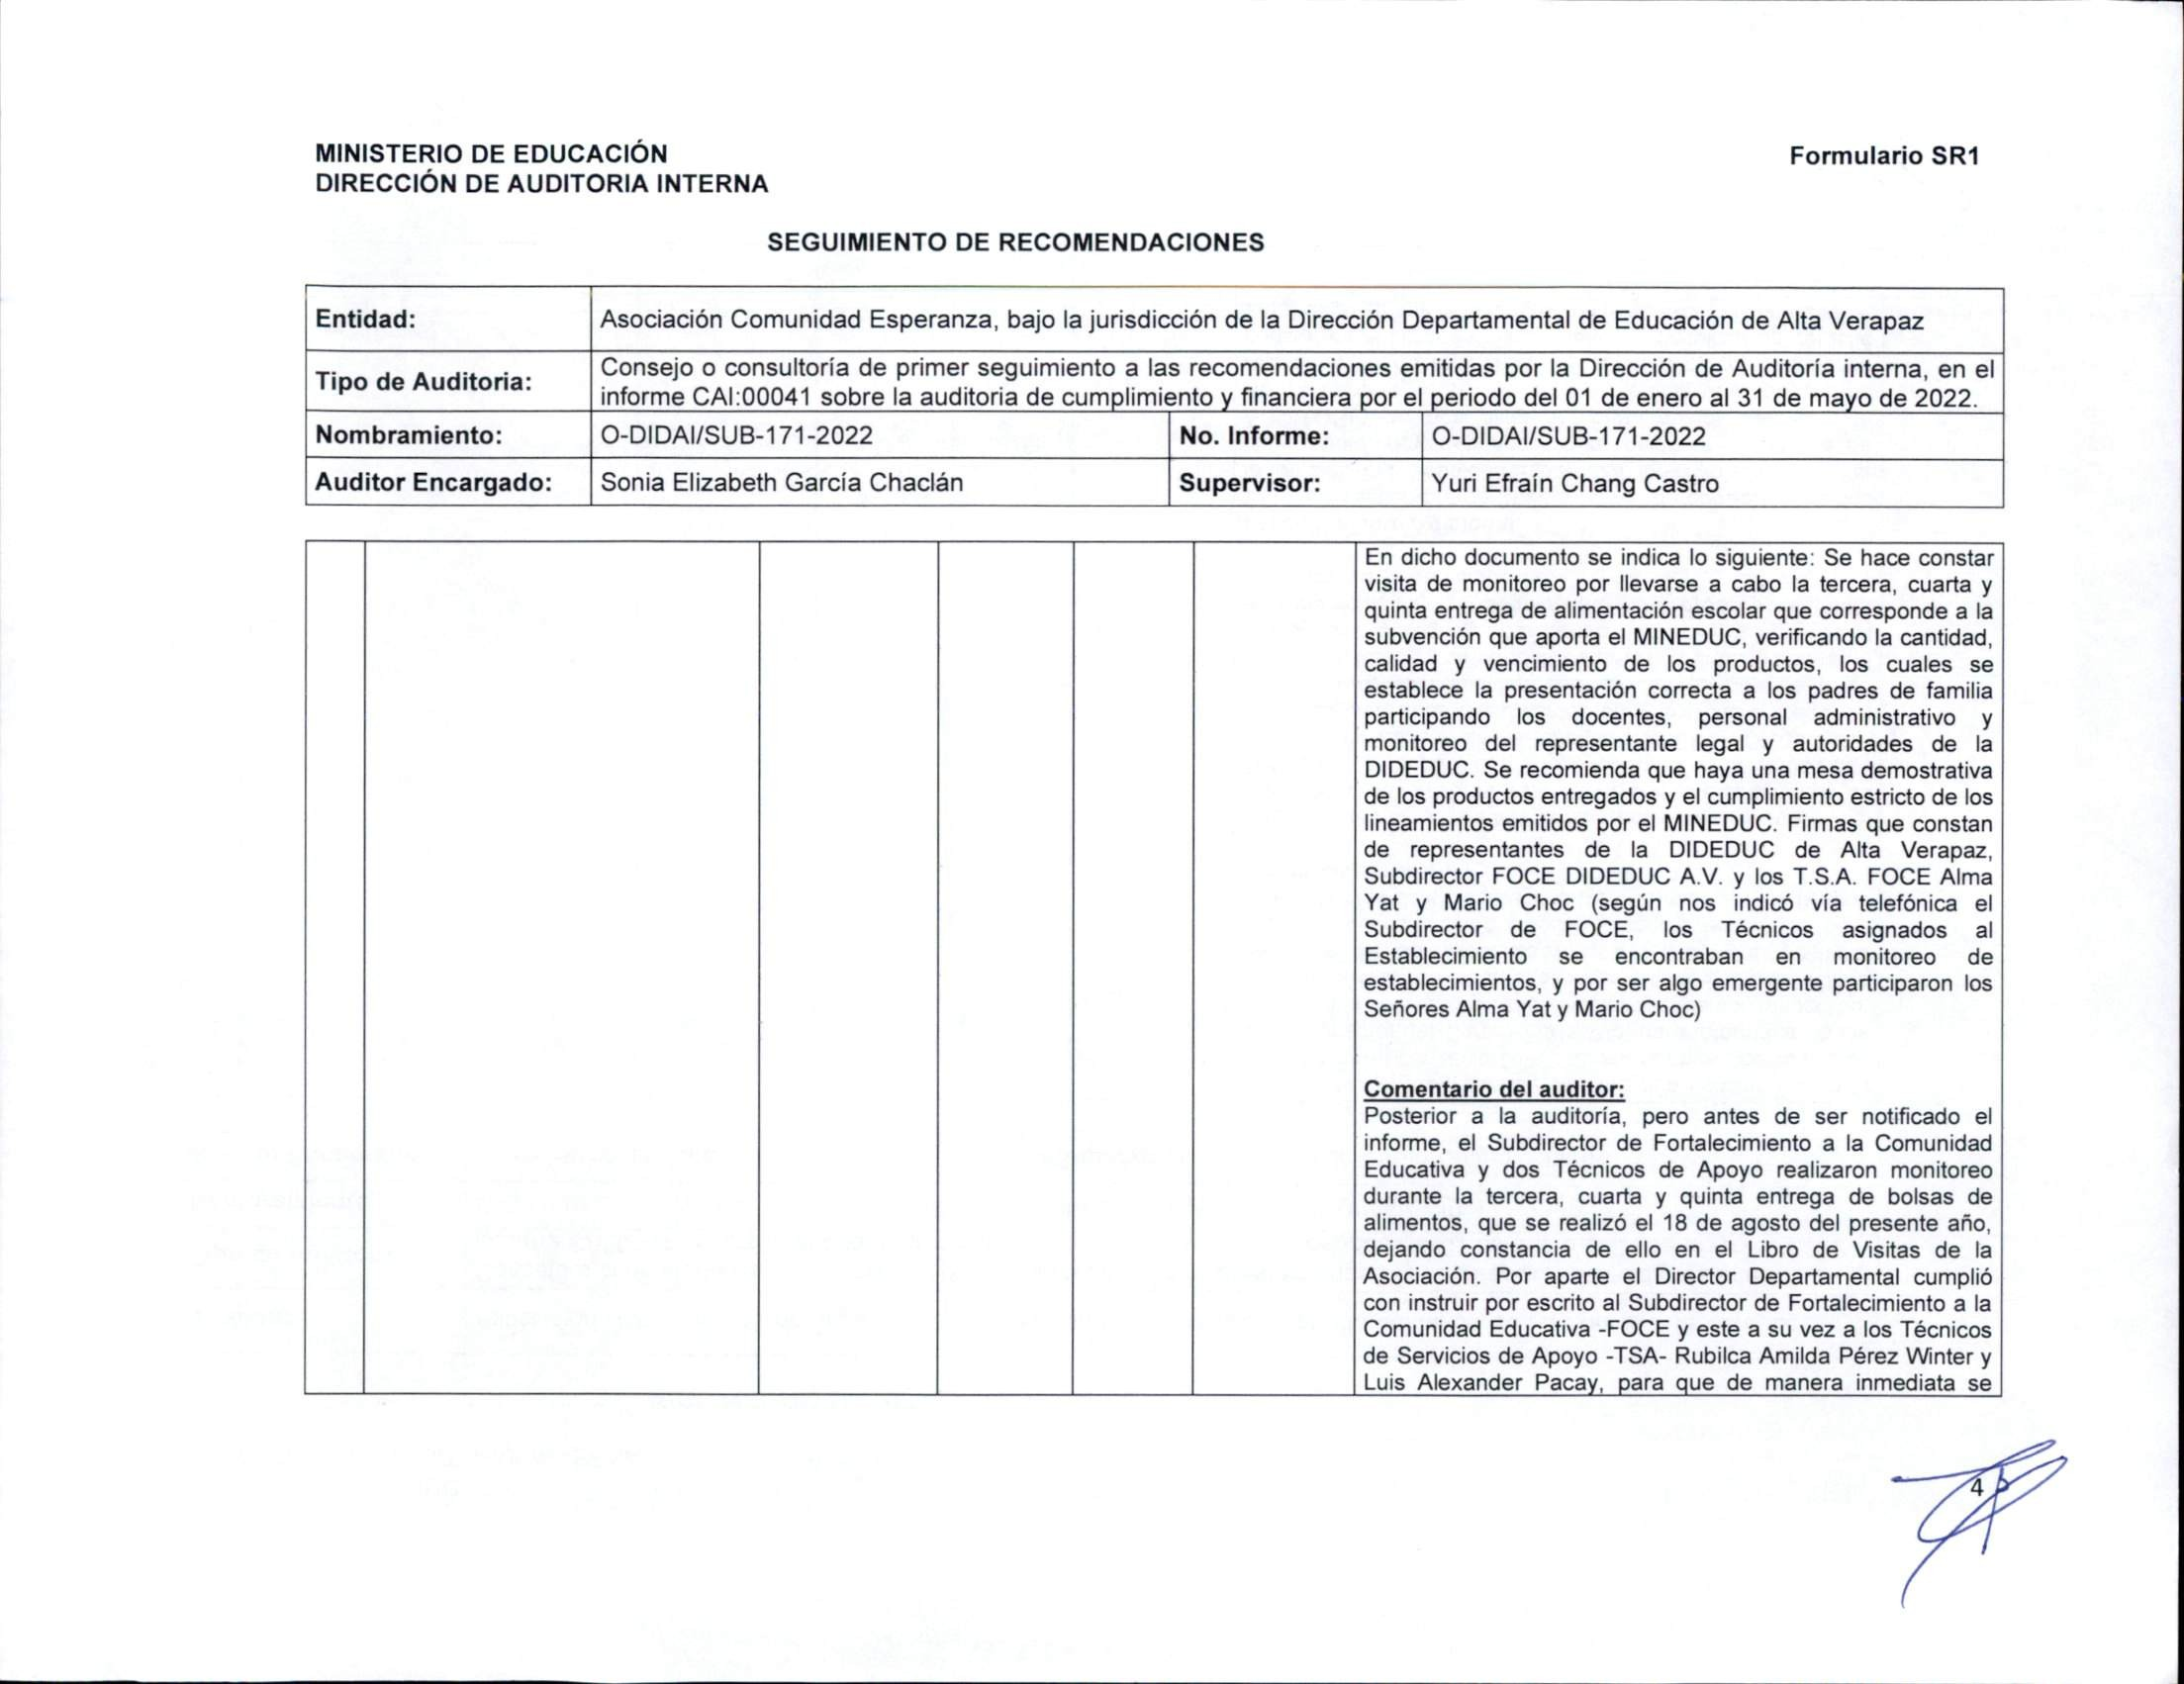 MINISTERIO DE EDUCACIÓN
DIRECCIÓN DE AUDITORIA INTERNA
Formulario SR1
SEGUIMIENTO DE RECOMENDACIONES
Entidad: Asociación Comunidad Esperanza, bajo la jurisdicción de la Dirección Departamental de Educación de Alta Verapaz
Tipo de Auditoria: Consejo o consultoría de primer seguimiento a las recomendaciones emitidas por la Dirección de Auditoría interna, en el
informe CAI:00041 sobre la auditoria de cumplimiento y financiera por el periodo del 01 de enero al 31 de mayo de 2022.
Nombramiento: O-DIDAI/SUB-171-2022 No. Informe: O-DIDAI/SUB-171-2022
Auditor Encargado: Sonia Elizabeth García Chaclán Supervisor: Yuri Efraín Chang Castro
En dicho documento se indica lo siguiente: Se hace constar
visita de monitoreo por llevarse a cabo la tercera, cuarta y
quinta entrega de alimentación escolar que corresponde a la
subvención que aporta el MINEDUC, verificando la cantidad,
calidad y vencimiento de los productos, los cuales se
establece la presentación correcta a los padres de familia
participando los docentes, personal administrativo y
monitoreo del representante legal y autoridades de la
DIDEDUC. Se recomienda que haya una mesa demostrativa
de los productos entregados y el cumplimiento estricto de los
lineamientos emitidos por el MINEDUC. Firmas que constan
de representantes de la DIDEDUC de Alta Verapaz,
Subdirector FOCE DIDEDUC A.V. y los T.S.A. FOCE Alma
Yat y Mario Choc (según nos indicó vía telefónica el
Subdirector de FOCE, los Técnicos asignados al
Establecimiento se encontraban en monitoreo de
establecimientos, y por ser algo emergente participaron los
Señores Alma Yat y Mario Choc)
Comentario del auditor:
Posterior a la auditoría, pero antes de ser notificado el
informe, el Subdirector de Fortalecimiento a la Comunidad
Educativa y dos Técnicos de Apoyo realizaron monitoreo
durante la tercera, cuarta y quinta entrega de bolsas de
alimentos, que se realizó el 18 de agosto del presente año,
dejando constancia de ello en el Libro de Visitas de la
Asociación. Por aparte el Director Departamental cumplió
con instruir por escrito al Subdirector de Fortalecimiento a la
Comunidad Educativa -FOCE y este a su vez a los Técnicos
de Servicios de Apoyo -TSA- Rubilca Amilda Pérez Winter y
Luis Alexander Pacay, para que de manera inmediata se
4